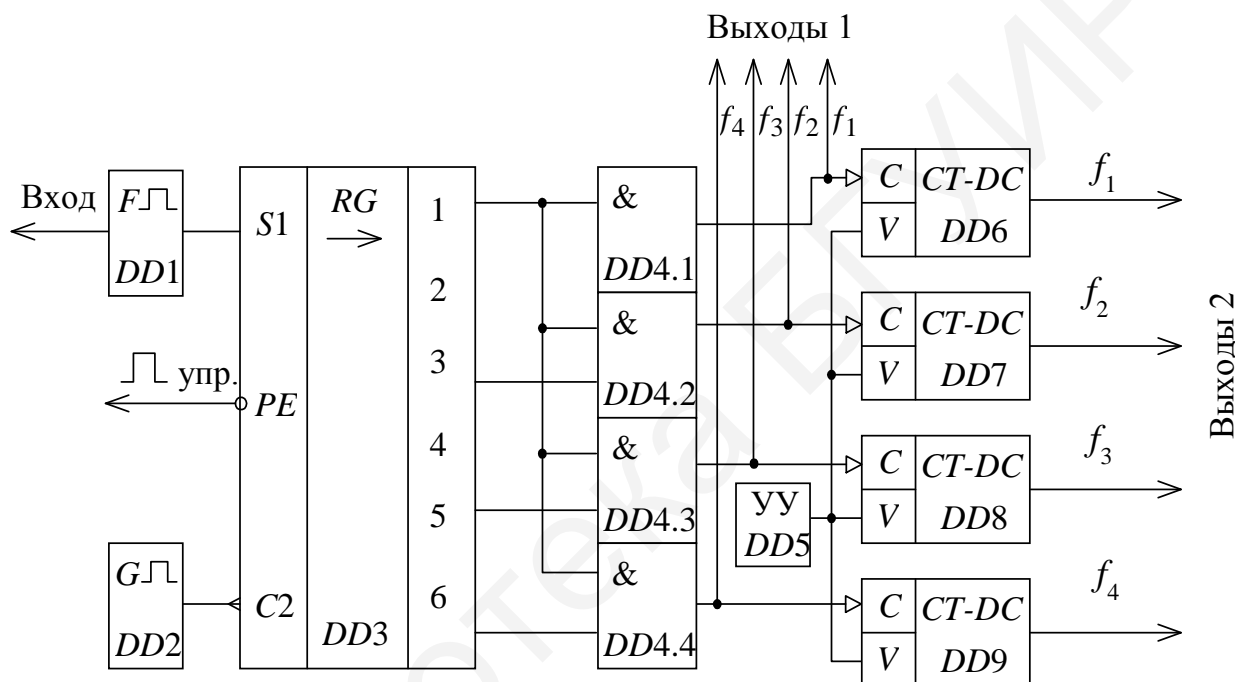 Выходы 1
f4 f3 f2 f1
Вход
F
DD1
упр.
G
DD2
S1
PE
C2
RG
DD3
1
2
3
4
5
6
&
DD4.1
&
DD4.2
&
DD4.3
&
DD4.4
УУ
DD5
C CT-DC
V DD6
f1
C CT-DC
V DD7
f2
C CT-DC
V DD8
f3
C CT-DC
V DD9
f4
Выходы 2
отека БГУИР